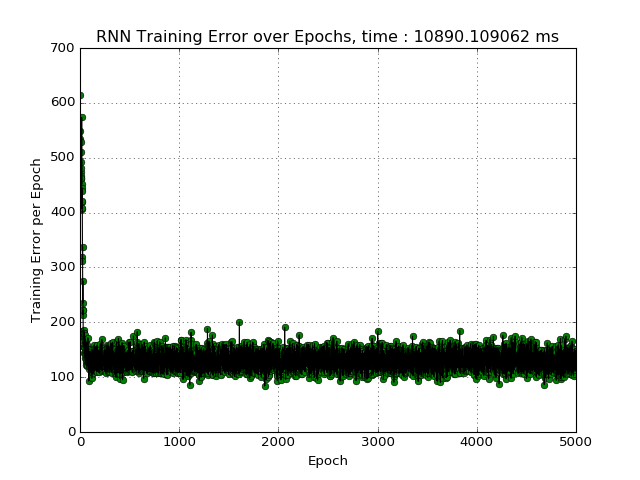 RNN Training Error over Epochs, time : 10890.109062 ms
700
600
500
400
300
200
100
0
Training Error per Epoch
0 1000 2000 3000 4000 5000
Epoch